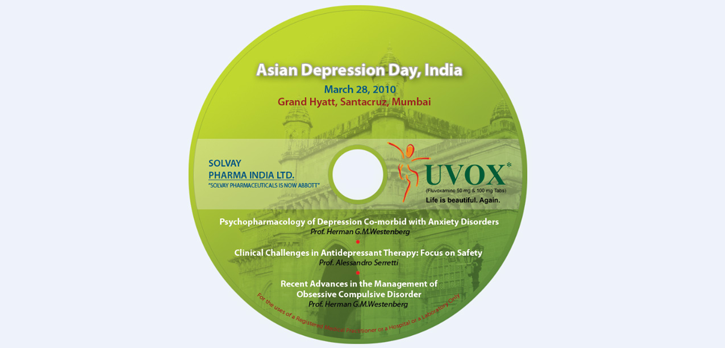 Asian Depression Day, India
March 28, 2010
Grand Hyatt, Santacruz, Mumbai
SOLVAY
PHARMA INDIA LTD.
"SOLVAY PHARMACEUTICALS IS NOW ABBOTT"
UVOX®
(Fluvoxamine 50 mg & 100 mg Tabs)
Life is beautiful. Again.
Psychopharmacology of Depression Co-morbid with Anxiety Disorders
Prof. Herman G.M.Westenberg
Clinical Challenges in Antidepressant Therapy: Focus on Safety
Prof. Alessandro Serretti
Recent Advances in the Management of
Obsessive Compulsive Disorder
Prof. Herman G.M.Westenberg
For the uses of a Registered Medical Practitioner or a Hospital or a Laboratory Only